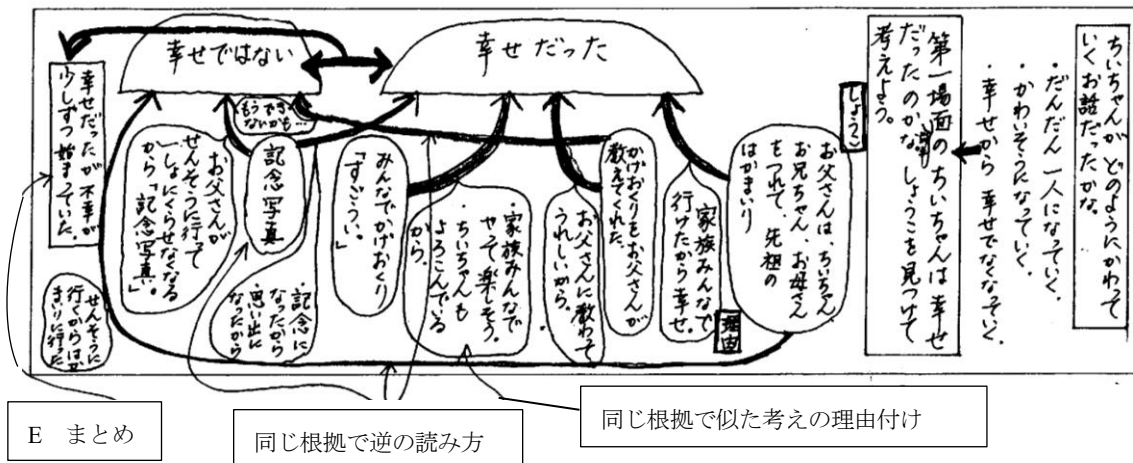 ちいちゃんがどのようにかわって
いくお話だったかな。
・だんだん一人になっていく。
・かわいそうになっていく。
・幸せから幸せでなくなっていく。
第一場面のちいちゃんは幸せ
だったのかな。しょうこを見つけて
考えよう。
しょうこ
お父さんは、ちいちゃん、
お兄ちゃん、お母さん
をつれて、先祖の
はかまいり
理由
家族みんなで
行けたから幸せ。
かげおくりをお父さんが
教えてくれた。
お父さんに教わって
うれしいから。
幸せだった
・家族みんなで
やって楽しそう。
・ちいちゃんも
よろこんでいる
から。
みんなでかげおくり
「すごうい。」
・記念に
なったから
・思い出に
なったから
記念写真
もうでき
ないかも…
幸せではない
お父さんが
せんそうに行って
いっしょにくらせなくなる
から「記念写真。」
せんそうに
行くからはか
まいりに行った
幸せだったが不幸が
少しずつ始まっていた。
E まとめ
同じ根拠で逆の読み方
同じ根拠で似た考えの理由付け